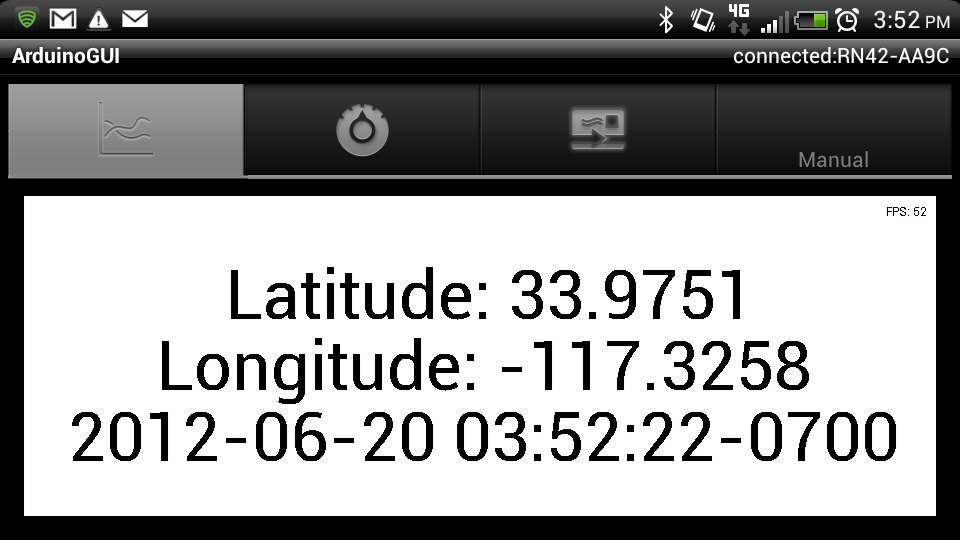 4G
3:52 PM
ArduinoGUI connected:RN42-AA9C
Manual
FPS: 52
Latitude: 33.9751
Longitude: -117.3258
2012-06-20 03:52:22-0700